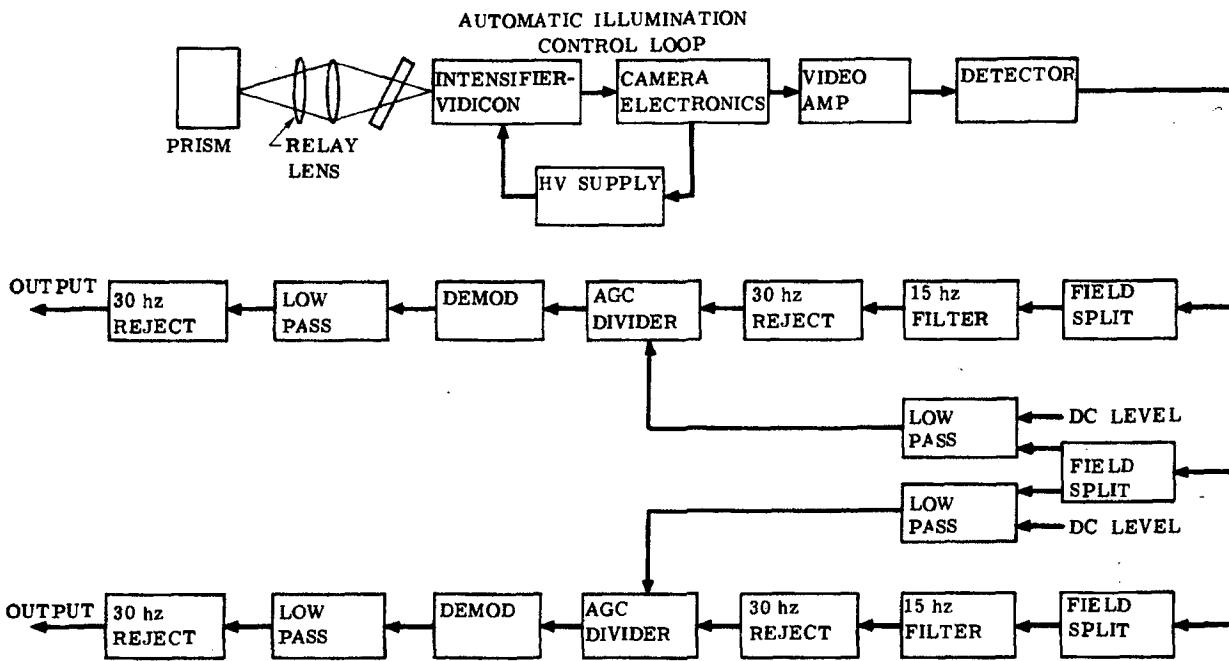 AUTOMATIC ILLUMINATION
CONTROL LOOP
INTENSIFIER-
VIDICON
CAMERA
ELECTRONICS
VIDEO
AMP
DETECTOR
PRISM
RELAY
LENS
HV SUPPLY
OUTPUT
30 hz
REJECT
LOW
PASS
DEMOD
AGC
DIVIDER
30 hz
REJECT
15 hz
FILTER
FIELD
SPLIT
LOW
PASS
DC LEVEL
FIELD
SPLIT
LOW
PASS
DC LEVEL
OUTPUT
30 hz
REJECT
LOW
PASS
DEMOD
AGC
DIVIDER
30 hz
REJECT
15 hz
FILTER
FIELD
SPLIT